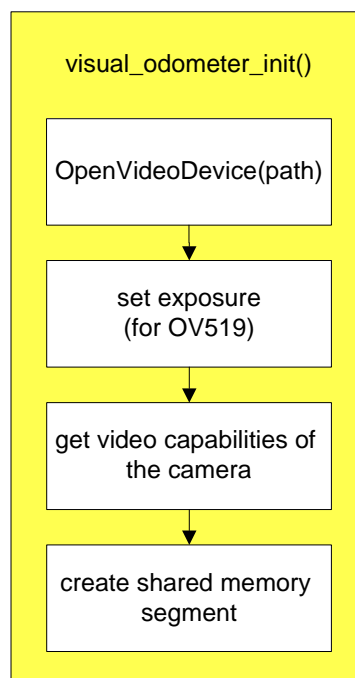 visual_odometer_init()
OpenVideoDevice(path)
set exposure
(for OV519)
get video capabilities of
the camera
create shared memory
segment